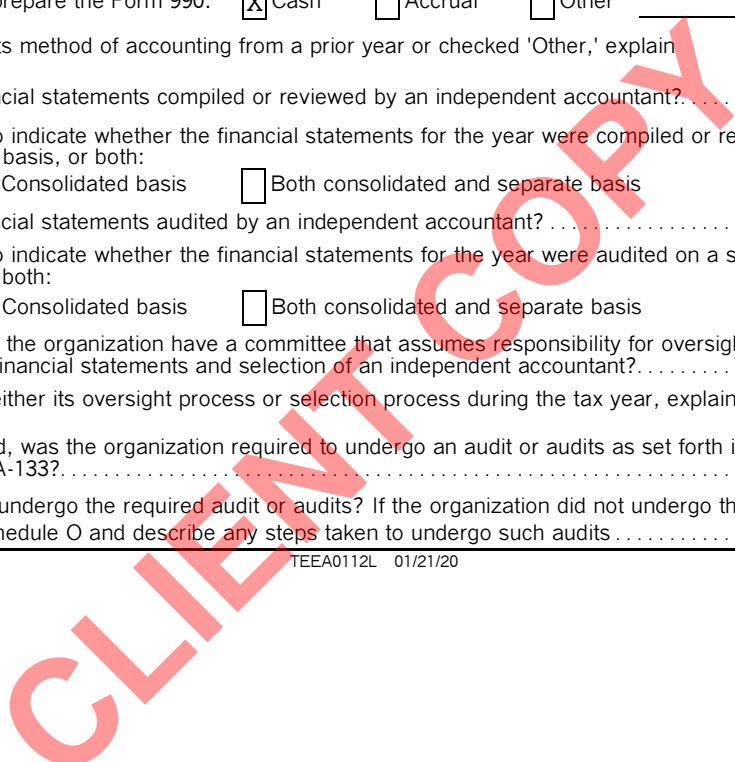 prepare the Form 990: X Cash Accrual Other
ts method of accounting from a prior year or checked 'Other,' explain
ncial statements compiled or reviewed by an independent accountant?. . . .
o indicate whether the financial statements for the year were compiled or re
basis, or both:
Consolidated basis Both consolidated and separate basis
ncial statements audited by an independent accountant? . . . . . . . . . . . . . . . . .
o indicate whether the financial statements for the year were audited on a s
both:
Consolidated basis Both consolidated and separate basis
the organization have a committee that assumes responsibility for oversigh
financial statements and selection of an independent accountant?. . . . . . . . .
either its oversight process or selection process during the tax year, explain
d, was the organization required to undergo an audit or audits as set forth i
A-133?. . . . . . . . . . . . . . . . . . . . . . . . . . . . . . . . . . . . . . . . . . . . . . . . . . . . . . . . . . . . . .
undergo the required audit or audits? If the organization did not undergo th
hedule O and describe any steps taken to undergo such audits . . . . . . . . . . .
TEEA0112L 01/21/20
CLIENT COPY